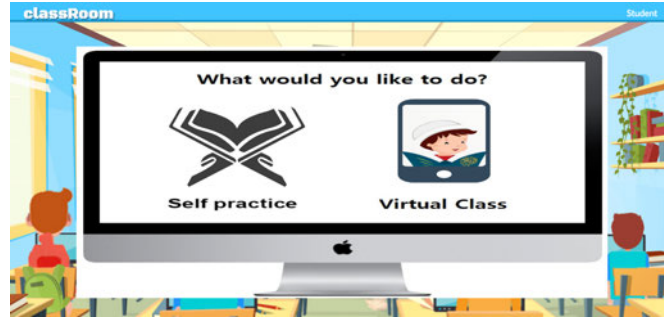 classRoom
Student
What would you like to do?
Self practice
Virtual Class